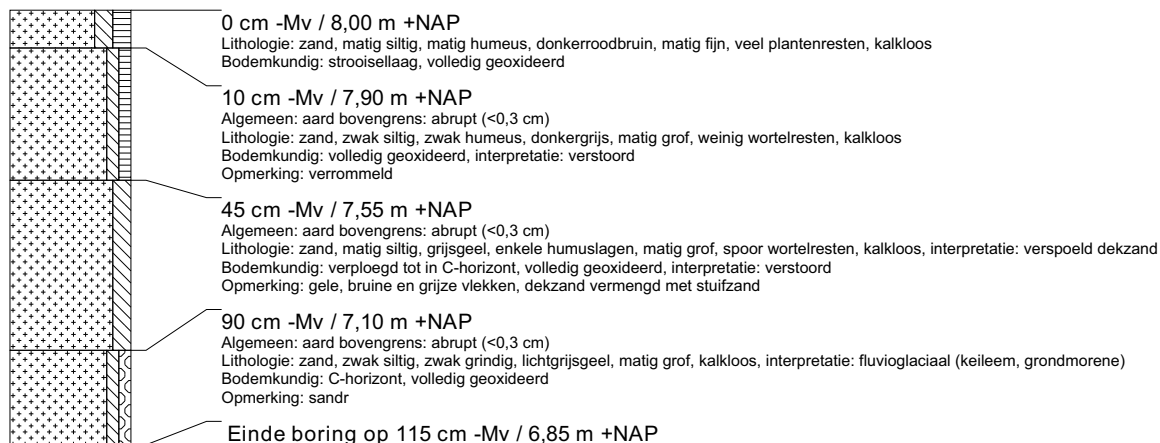 0 cm -Mv / 8,00 m +NAP
Lithologie: zand, matig siltig, matig humeus, donkerroodbruin, matig fijn, veel plantenresten, kalkloos
Bodemkundig: strooisellaag, volledig geoxideerd
10 cm -Mv / 7,90 m +NAP
Algemeen: aard bovengrens: abrupt (<0,3 cm)
Lithologie: zand, zwak siltig, zwak humeus, donkergrijs, matig grof, weinig wortelresten, kalkloos
Bodemkundig: volledig geoxideerd, interpretatie: verstoord
Opmerking: verrommeld
45 cm -Mv / 7,55 m +NAP
Algemeen: aard bovengrens: abrupt (<0,3 cm)
Lithologie: zand, matig siltig, grijsgeel, enkele humuslagen, matig grof, spoor wortelresten, kalkloos, interpretatie: verspoeld dekzand
Bodemkundig: verploegd tot in C-horizont, volledig geoxideerd, interpretatie: verstoord
Opmerking: gele, bruine en grijze vlekken, dekzand vermengd met stuifzand
90 cm -Mv / 7,10 m +NAP
Algemeen: aard bovengrens: abrupt (<0,3 cm)
Lithologie: zand, zwak siltig, zwak grindig, lichtgrijsgeel, matig grof, kalkloos, interpretatie: fluvioglaciaal (keileem, grondmorene)
Bodemkundig: C-horizont, volledig geoxideerd
Opmerking: sandr
Einde boring op 115 cm -Mv / 6,85 m +NAP